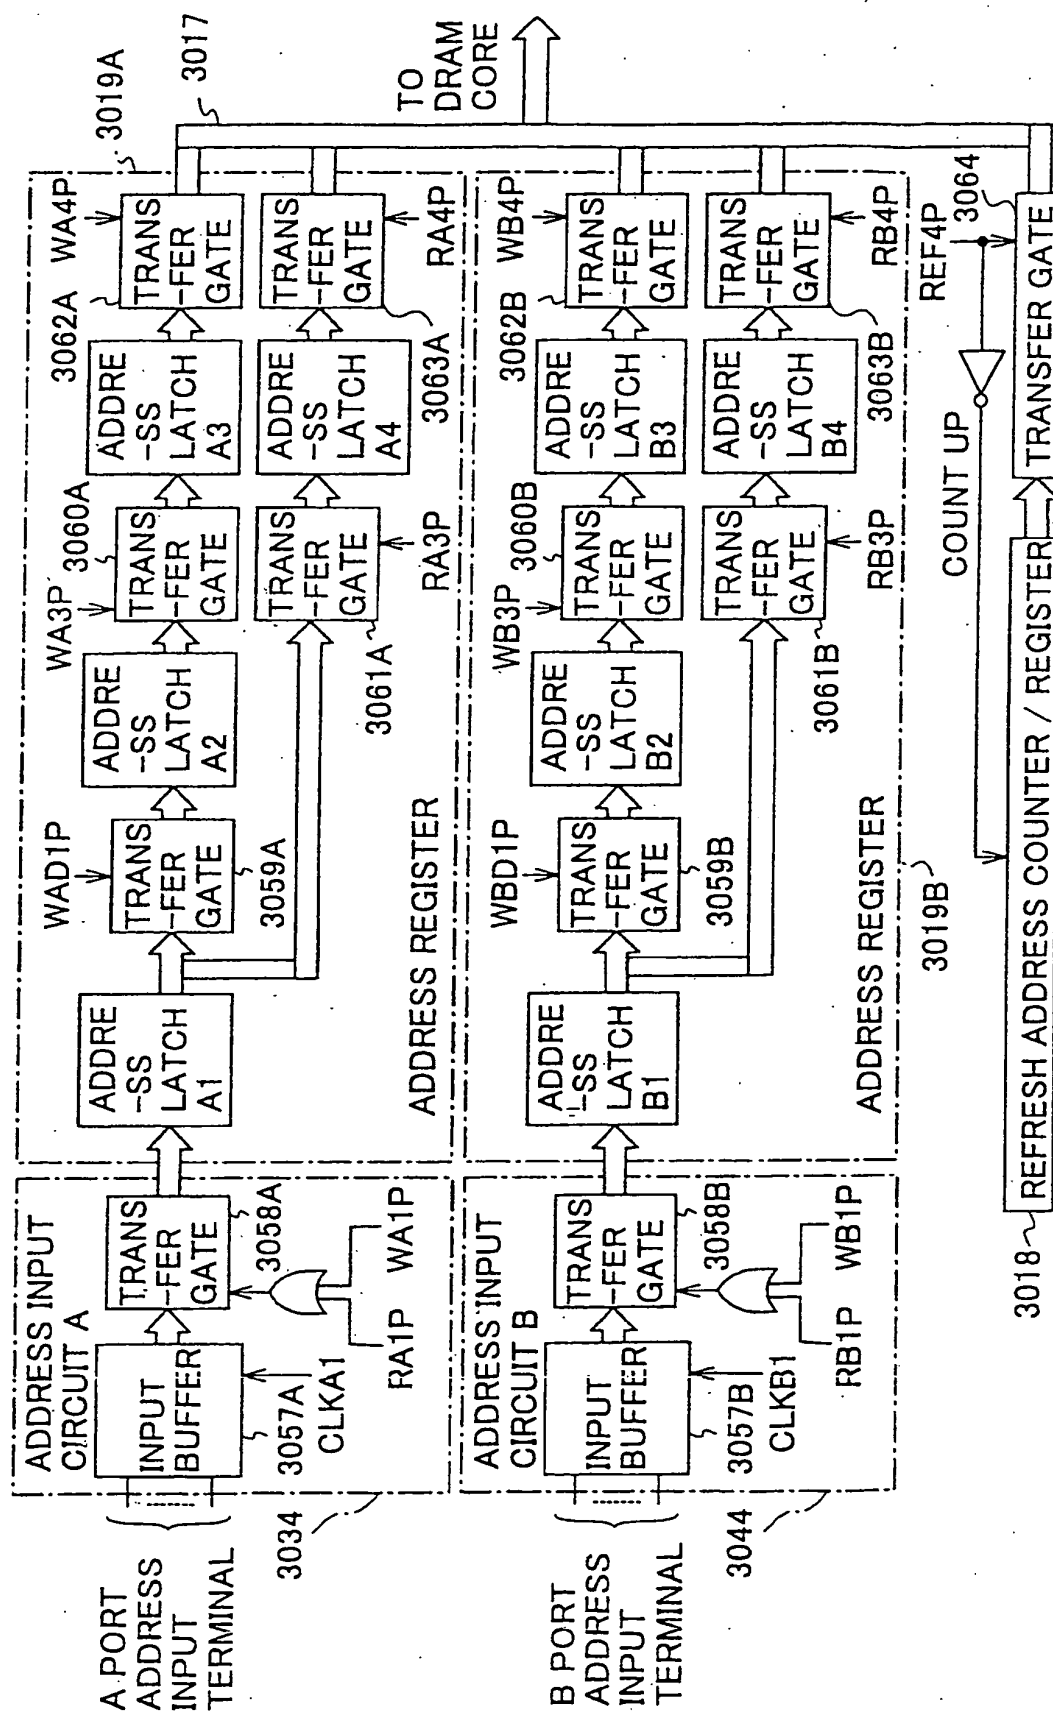 A PORT
ADDRESS
INPUT
TERMINAL
3034
ADDRESS INPUT
CIRCUIT A
INPUT
BUFFER
3057A
CLKA1
TRANS
-FER
GATE
3058A
RA1P
WA1P
ADDRE
-SS
LATCH
A1
ADDRESS REGISTER
WAD1P
TRANS
-FER
GATE
3059A
ADDRE
-SS
LATCH
A2
WA3P
3060A
TRANS
-FER
GATE
TRANS
-FER
GATE
3061A
RA3P
ADDRE
-SS
LATCH
A3
ADDRE
-SS
LATCH
A4
3062A
WA4P
TRANS
-FER
GATE
TRANS
-FER
GATE
3063A
RA4P
3019A
3017
TO
DRAM
CORE
B PORT
ADDRESS
INPUT
TERMINAL
3044
ADDRESS INPUT
CIRCUIT B
INPUT
BUFFER
3057B
CLKB1
TRANS
-FER
GATE
3058B
RB1P
WB1P
ADDRE
-SS
LATCH
B1
ADDRESS REGISTER
3019B
WBD1P
TRANS
-FER
GATE
3059B
ADDRE
-SS
LATCH
B2
WB3P
3060B
TRANS
-FER
GATE
TRANS
-FER
GATE
3061B
RB3P
ADDRE
-SS
LATCH
B3
ADDRE
-SS
LATCH
B4
3062B
WB4P
TRANS
-FER
GATE
TRANS
-FER
GATE
3063B
RB4P
3018
REFRESH ADDRESS COUNTER / REGISTER
COUNT UP
REF4P
3064
TRANSFER GATE